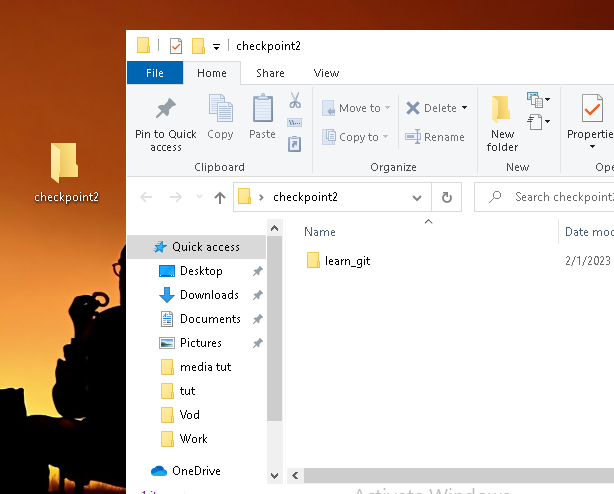 checkpoint2
File Home Share View
Pin to Quick access
Copy
Paste
Move to
Copy to
Delete
Rename
New folder
Properties
Clipboard Organize New Ope
checkpoint2
checkpoint2
Search checkpoint2
Quick access
Desktop
Downloads
Documents
Pictures
media tut
tut
Vod
Work
OneDrive
Name Date mod
learn_git 2/1/2023
Activate Windows